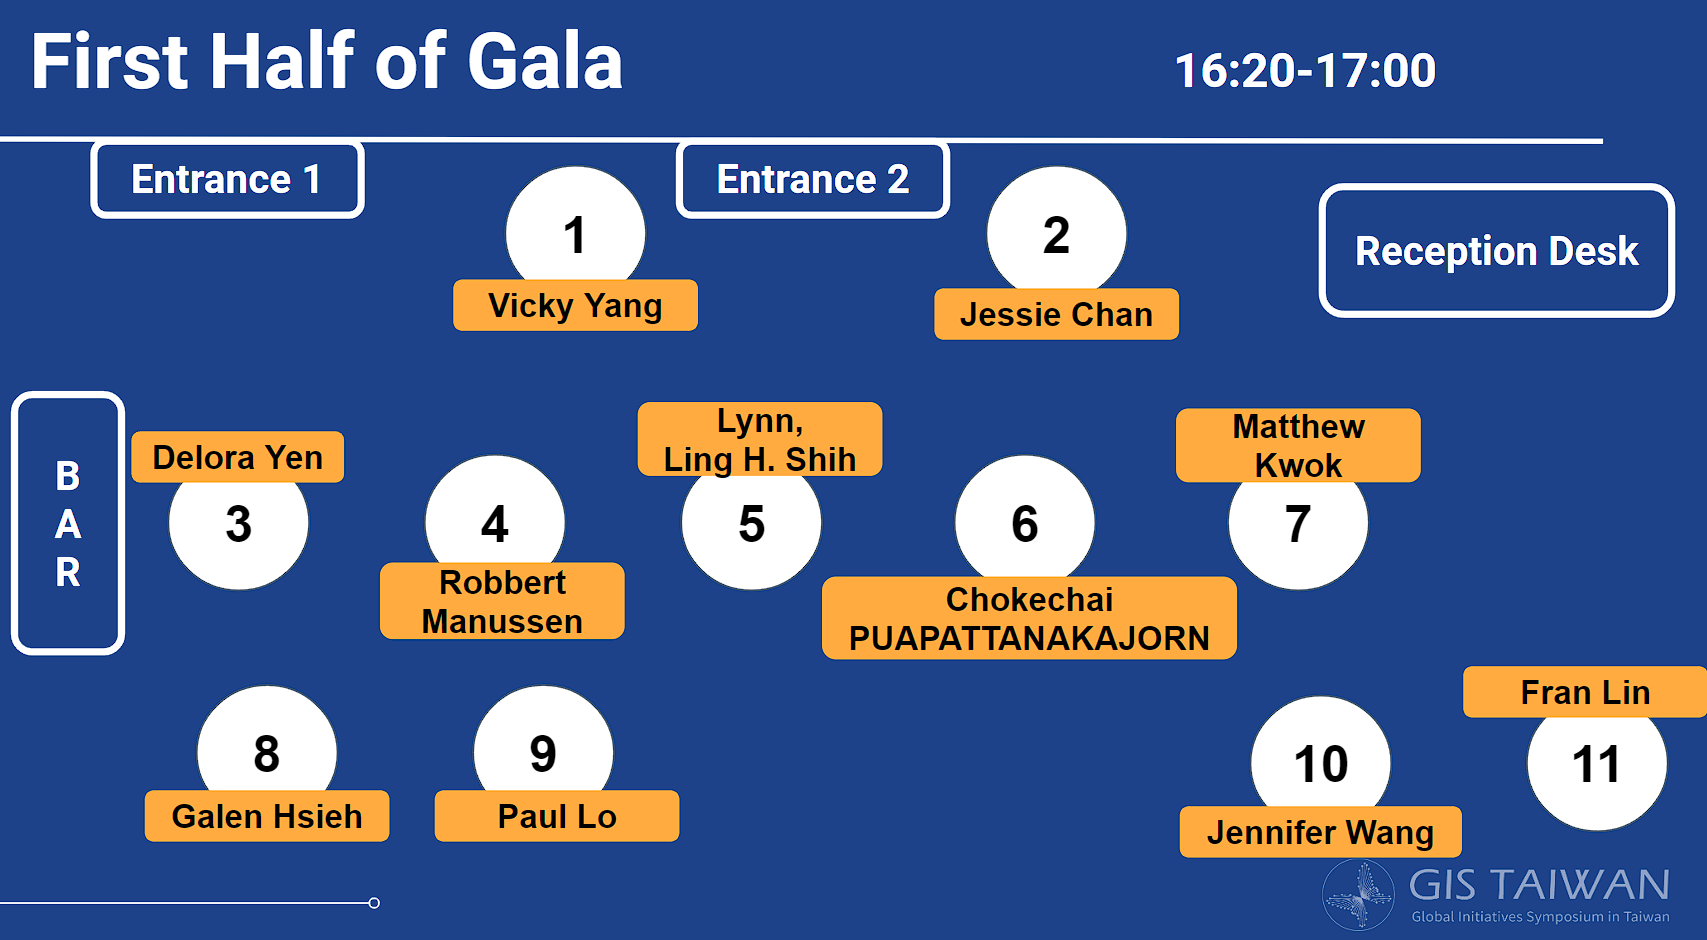 First Half of Gala
16:20-17:00
Entrance 1
Entrance 2
1
Vicky Yang
2
Jessie Chan
Reception Desk
B
A
R
Delora Yen
3
4
Robbert
Manussen
Lynn,
Ling H. Shih
5
6
Chokechai
PUAPATTANAKAJORN
Matthew
Kwok
7
8
Galen Hsieh
9
Paul Lo
10
Jennifer Wang
Fran Lin
11
GIS TAIWAN
Global Initiatives Symposium in Taiwan